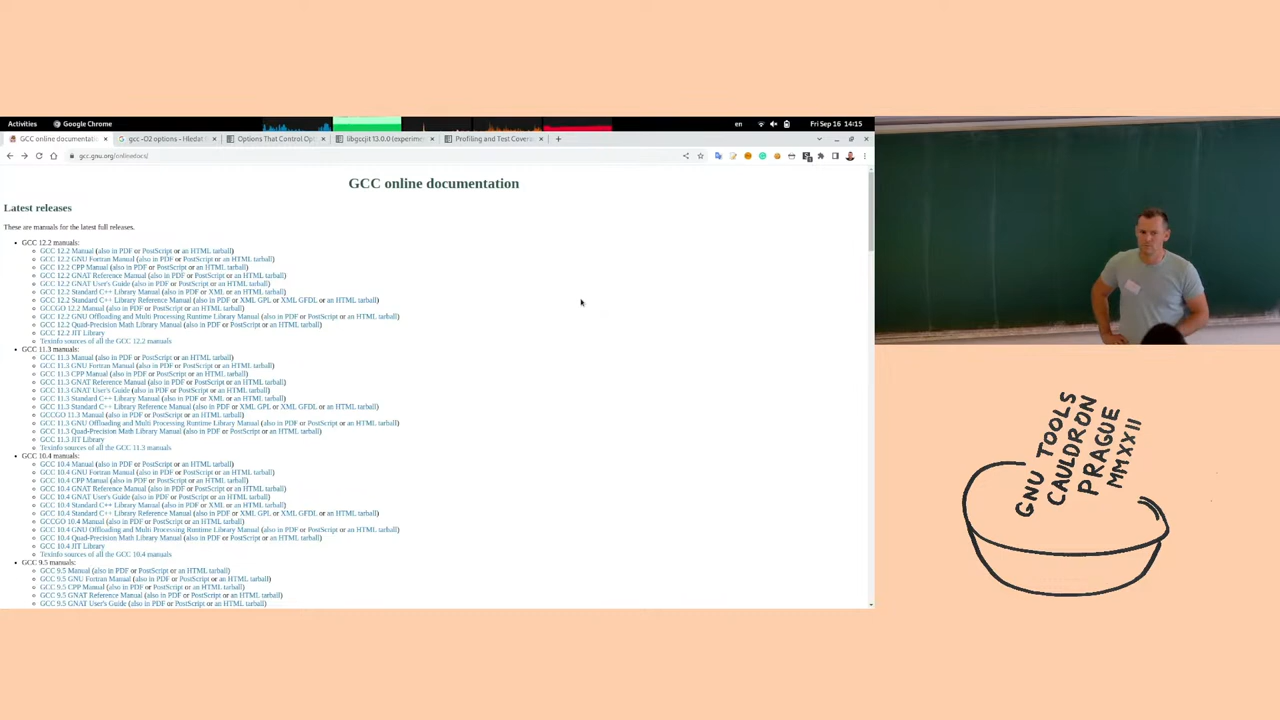 Activities
Google Chrome
en
Fri Sep 16 14:15
GCC online documentati
gcc -O2 options - Hledat
Options That Control Op
libgccjit 13.0.0 (experime
Profiling and Test Covera
gcc.gnu.org/onlinedocs/
GCC online documentation
Latest releases
These are manuals for the latest full releases.
GCC 12.2 manuals:
GCC 12.2 Manual (also in PDF or PostScript or an HTML tarball)
GCC 12.2 GNU Fortran Manual (also in PDF or PostScript or an HTML tarball)
GCC 12.2 CPP Manual (also in PDF or PostScript or an HTML tarball)
GCC 12.2 GNAT Reference Manual (also in PDF or PostScript or an HTML tarball)
GCC 12.2 GNAT User's Guide (also in PDF or PostScript or an HTML tarball)
GCC 12.2 Standard C++ Library Manual (also in PDF or XML or an HTML tarball)
GCC 12.2 Standard C++ Library Reference Manual (also in PDF or XML GPL or XML GFDL or an HTML tarball)
GCCGO 12.2 Manual (also in PDF or PostScript or an HTML tarball)
GCC 12.2 GNU Offloading and Multi Processing Runtime Library Manual (also in PDF or PostScript or an HTML tarball)
GCC 12.2 Quad-Precision Math Library Manual (also in PDF or PostScript or an HTML tarball)
GCC 12.2 JIT Library
Texinfo sources of all the GCC 12.2 manuals
GCC 11.3 manuals:
GCC 11.3 Manual (also in PDF or PostScript or an HTML tarball)
GCC 11.3 GNU Fortran Manual (also in PDF or PostScript or an HTML tarball)
GCC 11.3 CPP Manual (also in PDF or PostScript or an HTML tarball)
GCC 11.3 GNAT Reference Manual (also in PDF or PostScript or an HTML tarball)
GCC 11.3 GNAT User's Guide (also in PDF or PostScript or an HTML tarball)
GCC 11.3 Standard C++ Library Manual (also in PDF or XML or an HTML tarball)
GCC 11.3 Standard C++ Library Reference Manual (also in PDF or XML GPL or XML GFDL or an HTML tarball)
GCCGO 11.3 Manual (also in PDF or PostScript or an HTML tarball)
GCC 11.3 GNU Offloading and Multi Processing Runtime Library Manual (also in PDF or PostScript or an HTML tarball)
GCC 11.3 Quad-Precision Math Library Manual (also in PDF or PostScript or an HTML tarball)
GCC 11.3 JIT Library
Texinfo sources of all the GCC 11.3 manuals
GCC 10.4 manuals:
GCC 10.4 Manual (also in PDF or PostScript or an HTML tarball)
GCC 10.4 GNU Fortran Manual (also in PDF or PostScript or an HTML tarball)
GCC 10.4 CPP Manual (also in PDF or PostScript or an HTML tarball)
GCC 10.4 GNAT Reference Manual (also in PDF or PostScript or an HTML tarball)
GCC 10.4 GNAT User's Guide (also in PDF or PostScript or an HTML tarball)
GCC 10.4 Standard C++ Library Manual (also in PDF or XML or an HTML tarball)
GCC 10.4 Standard C++ Library Reference Manual (also in PDF or XML GPL or XML GFDL or an HTML tarball)
GCCGO 10.4 Manual (also in PDF or PostScript or an HTML tarball)
GCC 10.4 GNU Offloading and Multi Processing Runtime Library Manual (also in PDF or PostScript or an HTML tarball)
GCC 10.4 Quad-Precision Math Library Manual (also in PDF or PostScript or an HTML tarball)
GCC 10.4 JIT Library
Texinfo sources of all the GCC 10.4 manuals
GCC 9.5 manuals:
GCC 9.5 Manual (also in PDF or PostScript or an HTML tarball)
GCC 9.5 GNU Fortran Manual (also in PDF or PostScript or an HTML tarball)
GCC 9.5 CPP Manual (also in PDF or PostScript or an HTML tarball)
GCC 9.5 GNAT Reference Manual (also in PDF or PostScript or an HTML tarball)
GCC 9.5 GNAT User's Guide (also in PDF or PostScript or an HTML tarball)
GNU TOOLS
CAULDRON
PRAGUE
MMXXII